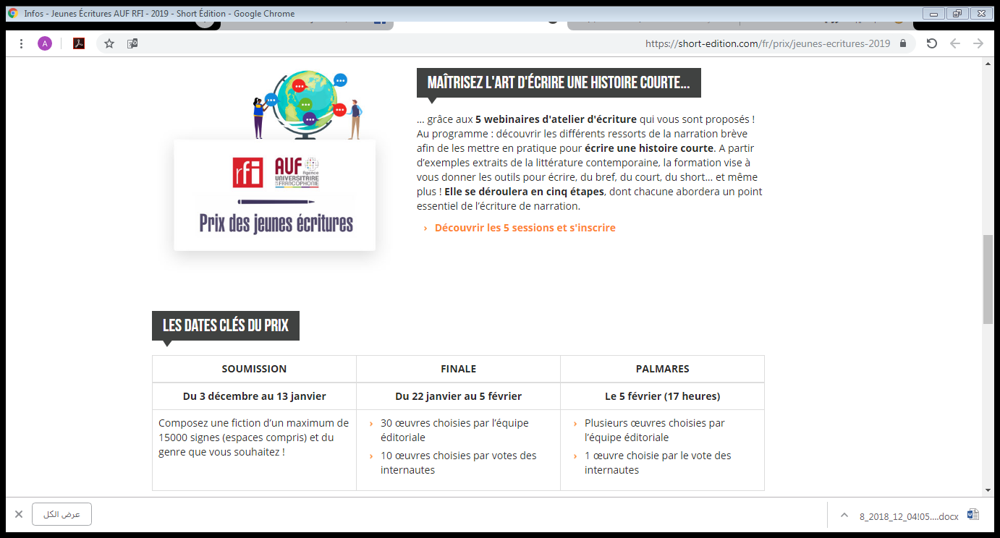 Infos - Jeunes Écritures AUF RFI - 2019 - Short Édition - Google Chrome
A
https://short-edition.com/fr/prix/jeunes-ecritures-2019
MAÎTRISEZ L'ART D'ÉCRIRE UNE HISTOIRE COURTE...
... grâce aux 5 webinaires d'atelier d'écriture qui vous sont proposés !
Au programme : découvrir les différents ressorts de la narration brève
afin de les mettre en pratique pour écrire une histoire courte. A partir
d’exemples extraits de la littérature contemporaine, la formation vise à
vous donner les outils pour écrire, du bref, du court, du short... et même
plus ! Elle se déroulera en cinq étapes, dont chacune abordera un point
essentiel de l’écriture de narration.
Découvrir les 5 sessions et s'inscrire
rfi
AUF
Agence
UNIVERSITAIRE
DE LA FRANCOPHONIE
Prix des jeunes écritures
LES DATES CLÉS DU PRIX
SOUMISSION
FINALE
PALMARES
Du 3 décembre au 13 janvier
Du 22 janvier au 5 février
Le 5 février (17 heures)
Composez une fiction d’un maximum de
15000 signes (espaces compris) et du
genre que vous souhaitez !
30 œuvres choisies par l’équipe
éditoriale
10 œuvres choisies par votes des
internautes
Plusieurs œuvres choisies par
l’équipe éditoriale
1 œuvre choisie par le vote des
internautes
عرض الكل
8_2018_12_04!05....docx